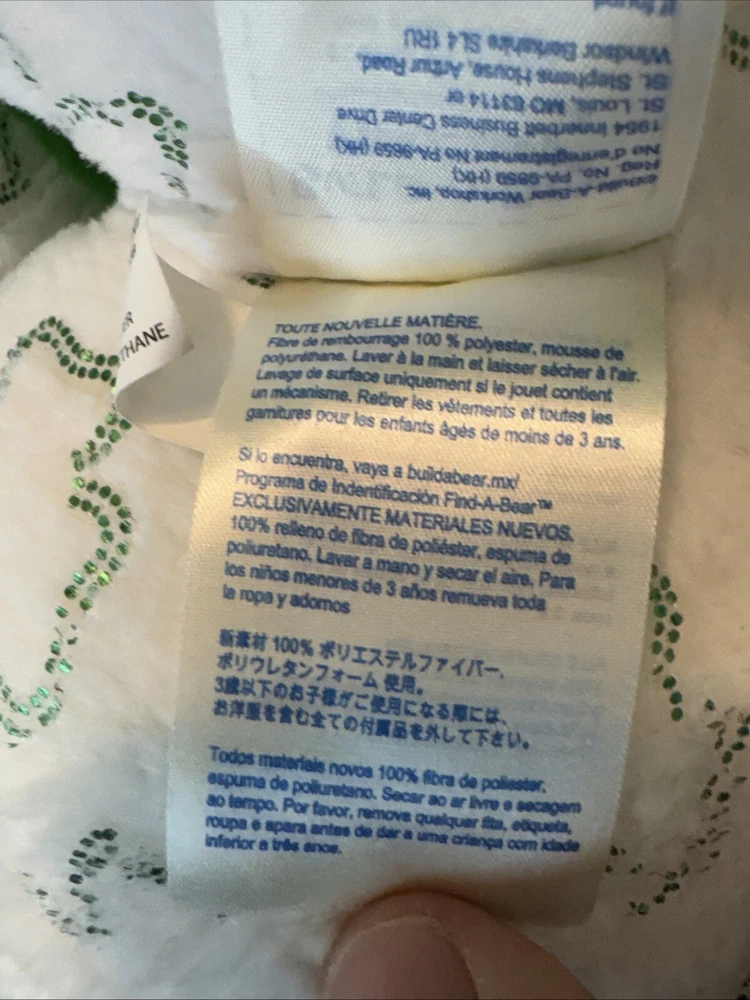 Build-A-Bear Workshop, Inc.
Reg. No. PA-9659 (HK)
No d'enregistrement No PA-9659 (HK)
1954 Innerbelt Business Center Drive
St. Louis, MO 63114 or
St. Stephens House, Arthur Road,
Windsor Berkshire SL4 1RU
If found
THANE
TOUTE NOUVELLE MATIÈRE.
Fibre de rembourrage 100 % polyester, mousse de
polyuréthane. Laver à la main et laisser sécher à l'air.
Lavage de surface uniquement si le jouet contient
un mécanisme. Retirer les vêtements et toutes les
garnitures pour les enfants âgés de moins de 3 ans.
Si lo encuentra, vaya a buildabear.mx/
Programa de Indentificación Find-A-Bear™
EXCLUSIVAMENTE MATERIALES NUEVOS.
100% relleno de fibra de poliéster, espuma de
poliuretano. Lavar a mano y secar el aire. Para
los niños menores de 3 años remueva toda
la ropa y adornos
新素材 100% ポリエステルファイバー,
ポリウレタンフォーム 使用。
3歳以下のお子様がご使用になる際には、
お洋服を含む全ての付属品を外して下さい。
Todos materiais novos 100% fibra de poliester,
espuma de poliuretano. Secar ao ar livre e secagem
ao tempo. Por favor, remova qualquer fita, etiqueta,
roupa e apara antes de dar a uma criança com idade
inferior a três anos.